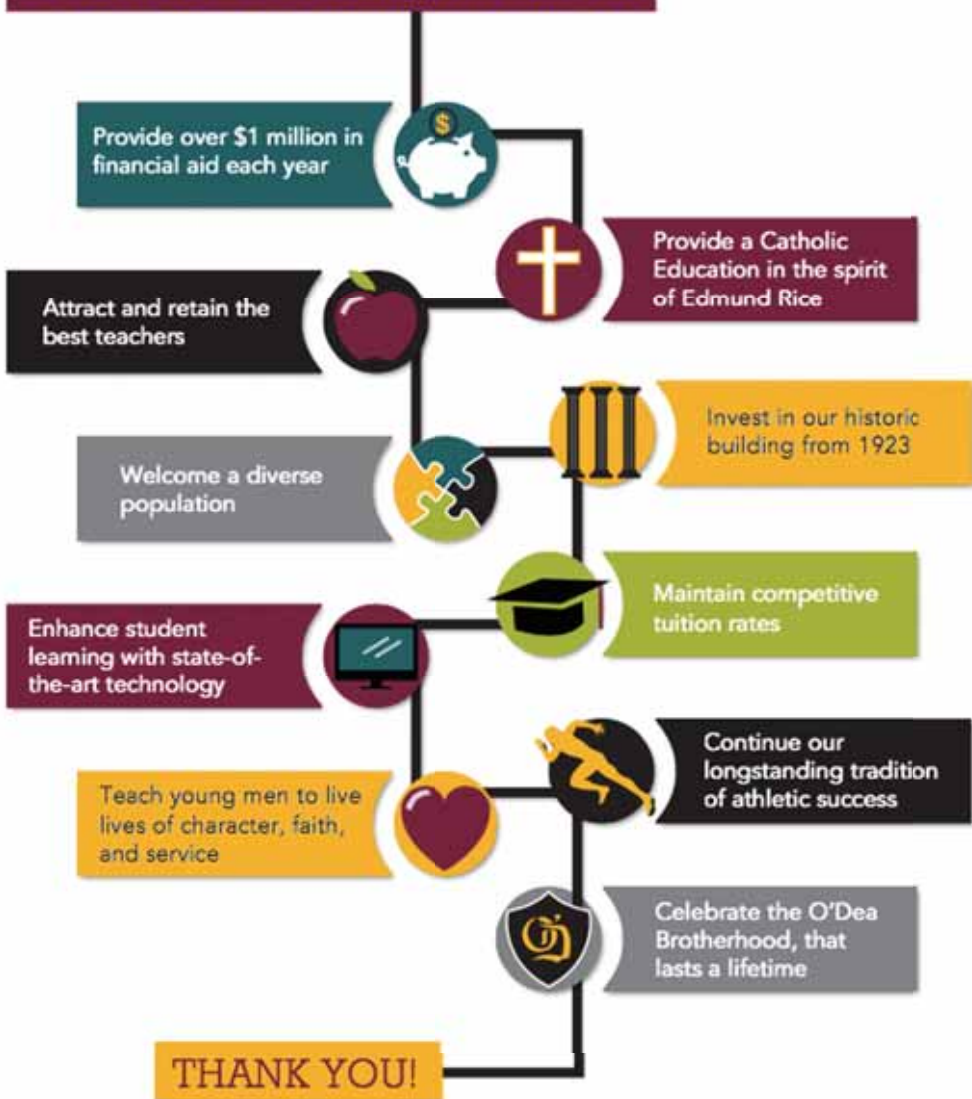 $
Provide over $1 million in
financial aid each year
Provide a Catholic
Education in the spirit
of Edmund Rice
Attract and retain the
best teachers
Invest in our historic
building from 1923
Welcome a diverse
population
Maintain competitive
tuition rates
Enhance student
learning with state-of-
the-art technology
Continue our
longstanding tradition
of athletic success
Teach young men to live
lives of character, faith,
and service
OD
Celebrate the O'Dea
Brotherhood, that
lasts a lifetime
THANK YOU!